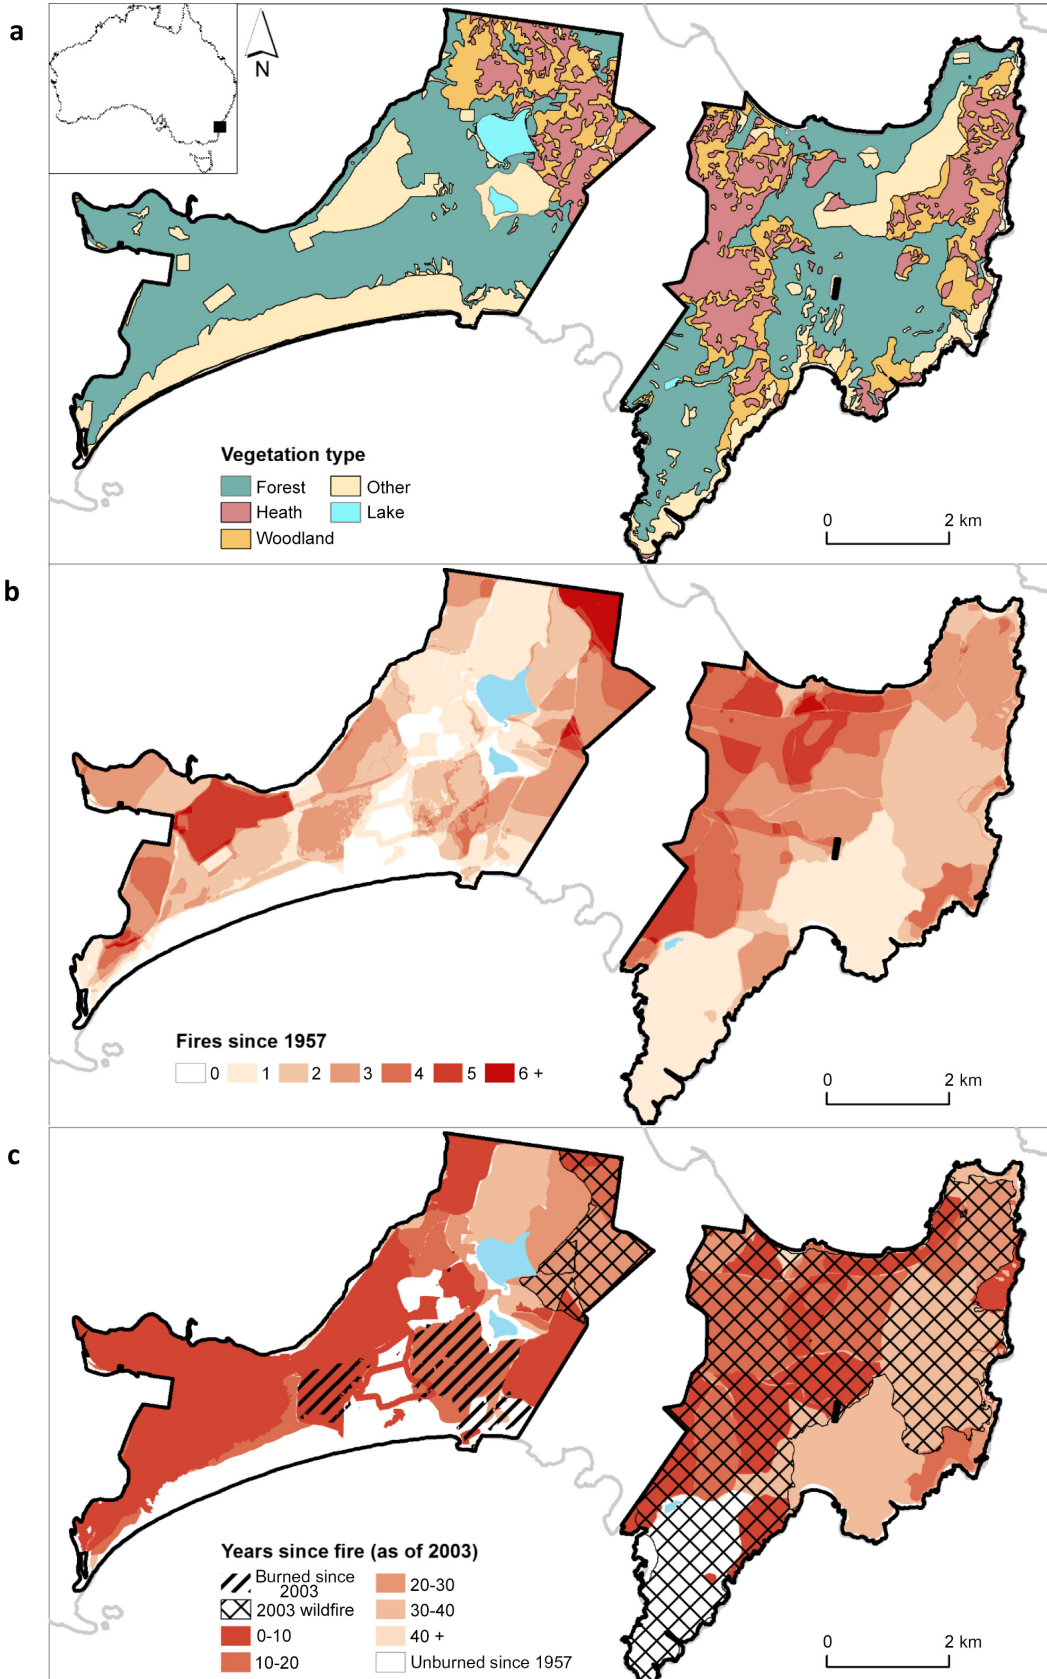 a
N
Vegetation type
Forest
Other
Heath
Lake
Woodland
0
2 km
b
Fires since 1957
0
1
2
3
4
5
6 +
0
2 km
c
Years since fire (as of 2003)
Burned since
2003
20-30
2003 wildfire
30-40
0-10
40 +
10-20
Unburned since 1957
0
2 km